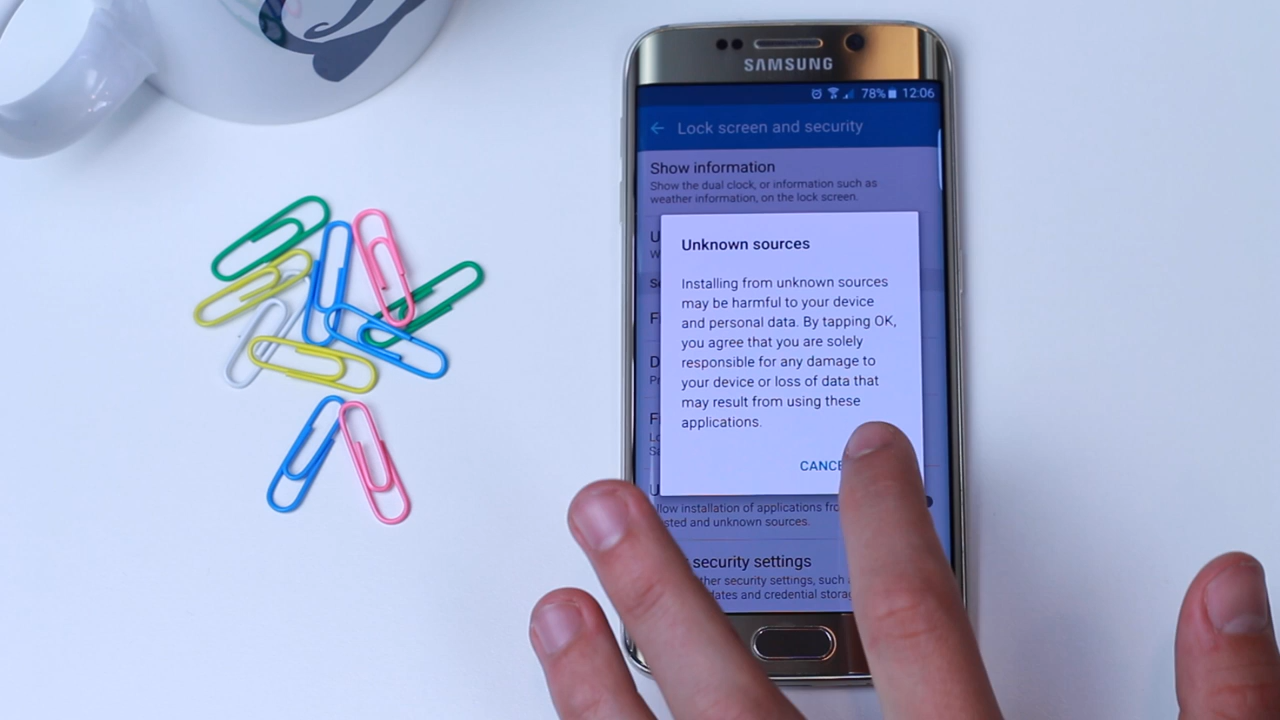 SAMSUNG
78% 12:06
Lock screen and security
Show information
Show the dual clock, or information such as
weather information, on the lock screen.
Unknown sources
Installing from unknown sources
may be harmful to your device
and personal data. By tapping OK,
you agree that you are solely
responsible for any damage to
your device or loss of data that
may result from using these
applications.
CANCE
llow installation of applications fro
sted and unknown sources.
security settings
ther security settings, such
dates and credential storag